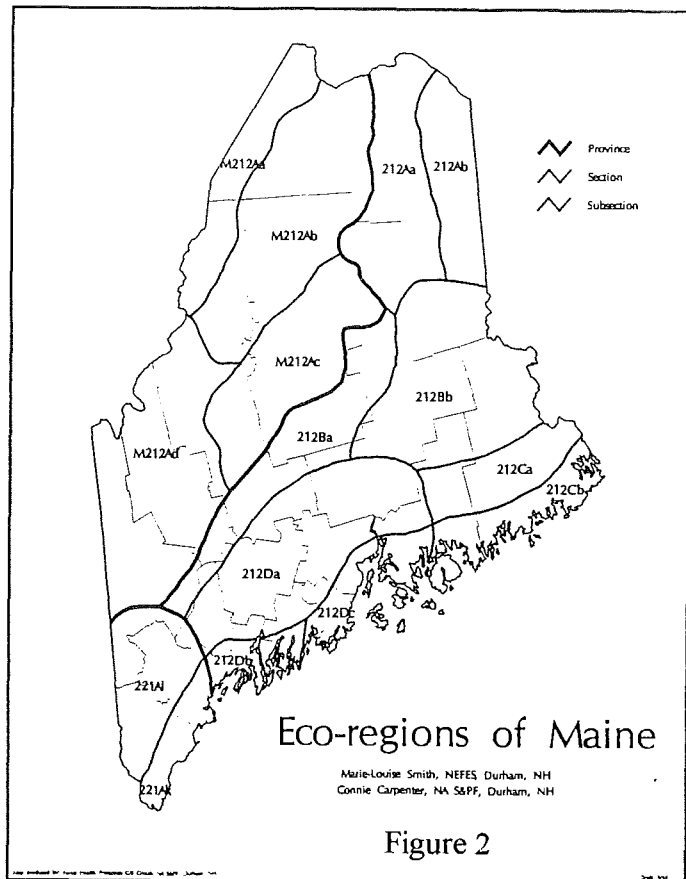 M212Aa
212Aa
212Ab
Province
Section
Subsection
M212Ab
M212Ac
212Bb
212Ba
M212Ad
212Ca
212Cb
212Da
212Dc
212Db
221Al
221Ak
Eco-regions of Maine
Marie-Louise Smith, NEFES, Durham, NH
Connie Carpenter, NA S&PF, Durham, NH
Figure 2